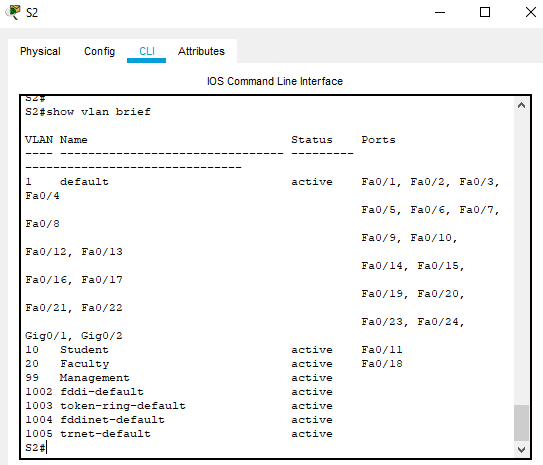 S2
Physical Config CLI Attributes
IOS Command Line Interface
S2#
S2#show vlan brief
VLAN Name Status Ports
---- -------------------------------- ---------
-------------------------------
1 default active Fa0/1, Fa0/2, Fa0/3,
Fa0/4
Fa0/5, Fa0/6, Fa0/7,
Fa0/8
Fa0/9, Fa0/10,
Fa0/12, Fa0/13
Fa0/14, Fa0/15,
Fa0/16, Fa0/17
Fa0/19, Fa0/20,
Fa0/21, Fa0/22
Fa0/23, Fa0/24,
Gig0/1, Gig0/2
10 Student active Fa0/11
20 Faculty active Fa0/18
99 Management active
1002 fddi-default active
1003 token-ring-default active
1004 fddinet-default active
1005 trnet-default active
S2#